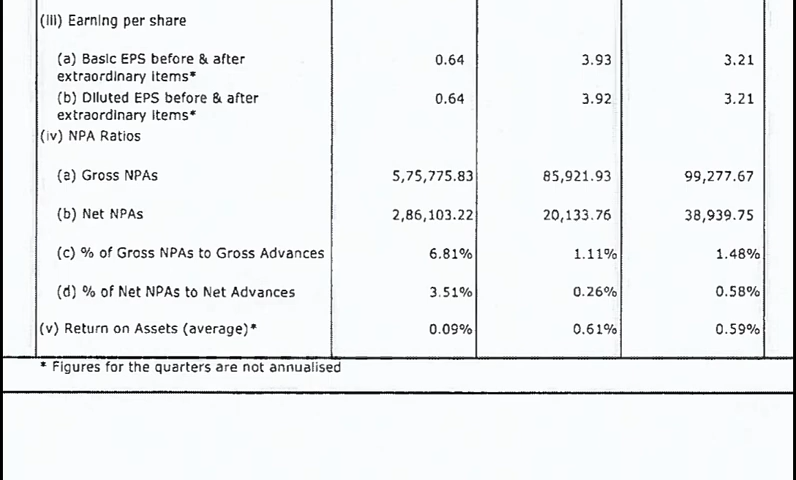 (iii) Earning per share
(a) Basic EPS before & after 0.64 3.93 3.21
extraordinary items*
(b) Diluted EPS before & after 0.64 3.92 3.21
extraordinary items*
(iv) NPA Ratios
(a) Gross NPAs 5,75,775.83 85,921.93 99,277.67
(b) Net NPAs 2,86,103.22 20,133.76 38,939.75
(c) % of Gross NPAs to Gross Advances 6.81% 1.11% 1.48%
(d) % of Net NPAs to Net Advances 3.51% 0.26% 0.58%
(v) Return on Assets (average)* 0.09% 0.61% 0.59%
* Figures for the quarters are not annualised